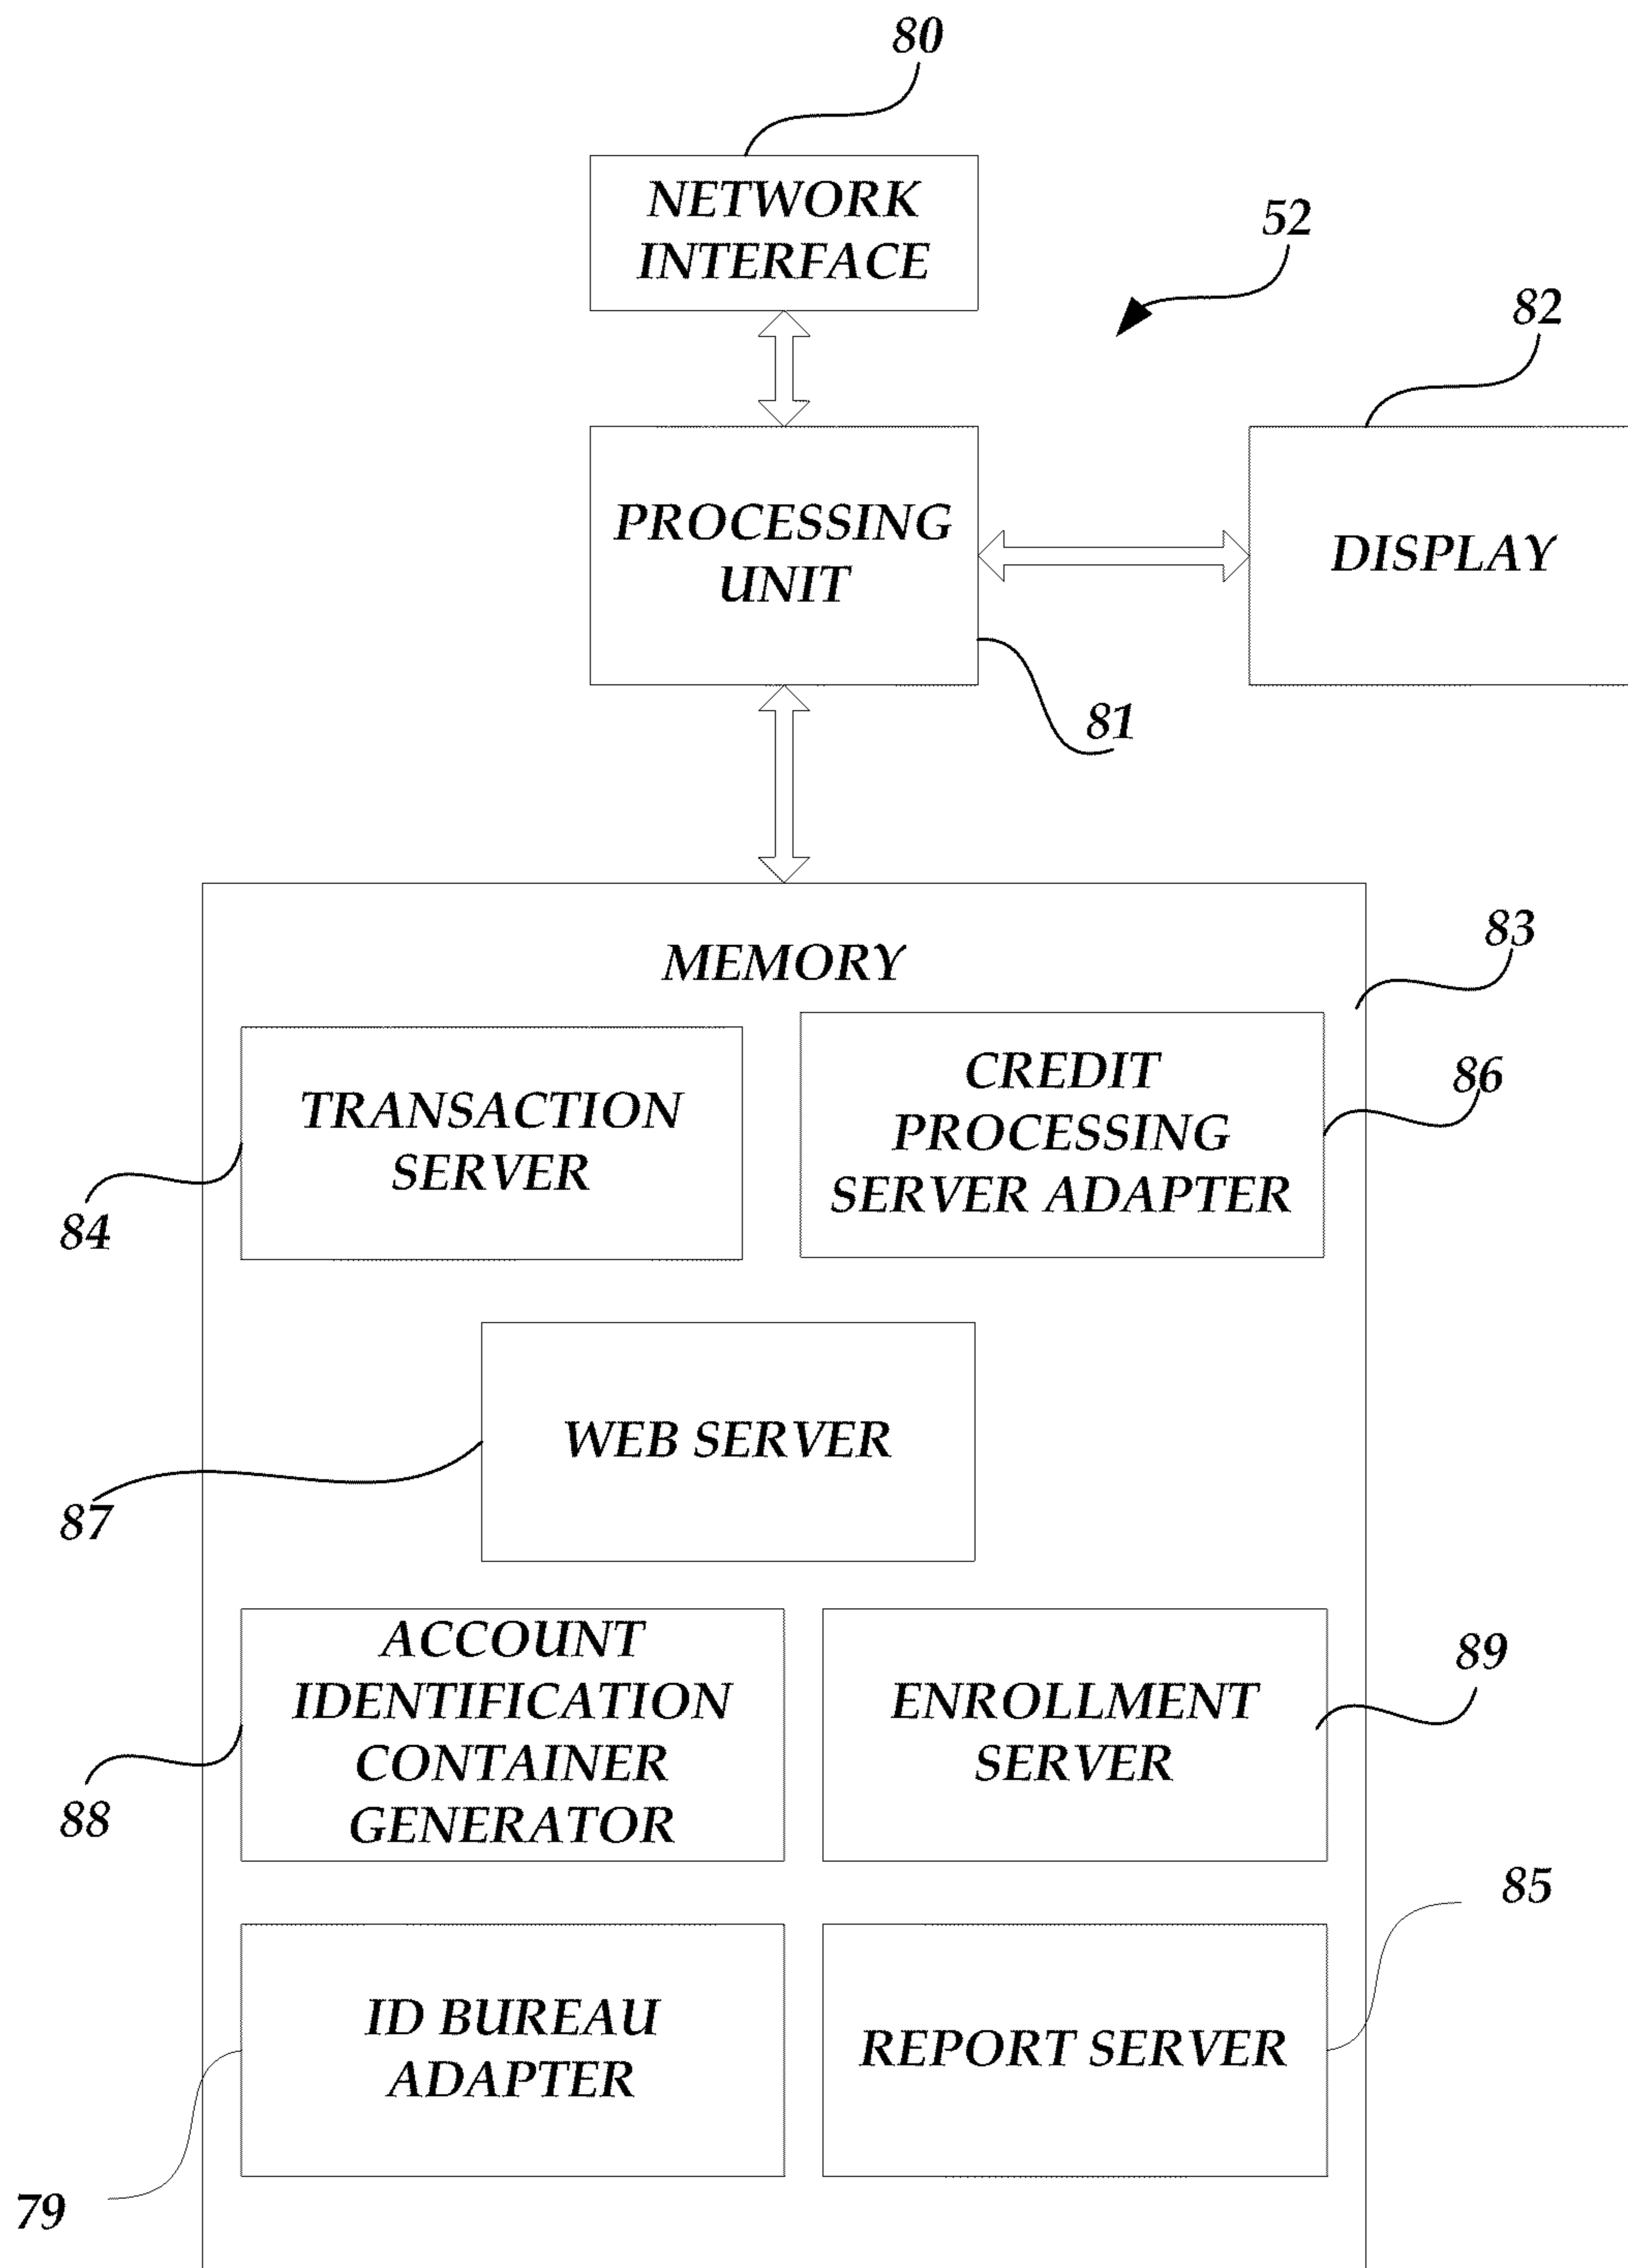 80
NETWORK
INTERFACE
52
82
PROCESSING
UNIT
DISPLAY
81
MEMORY
83
TRANSACTION
SERVER
84
CREDIT
PROCESSING
SERVER ADAPTER
86
WEB SERVER
87
ACCOUNT
IDENTIFICATION
CONTAINER
GENERATOR
88
ENROLLMENT
SERVER
89
85
ID BUREAU
ADAPTER
REPORT SERVER
79